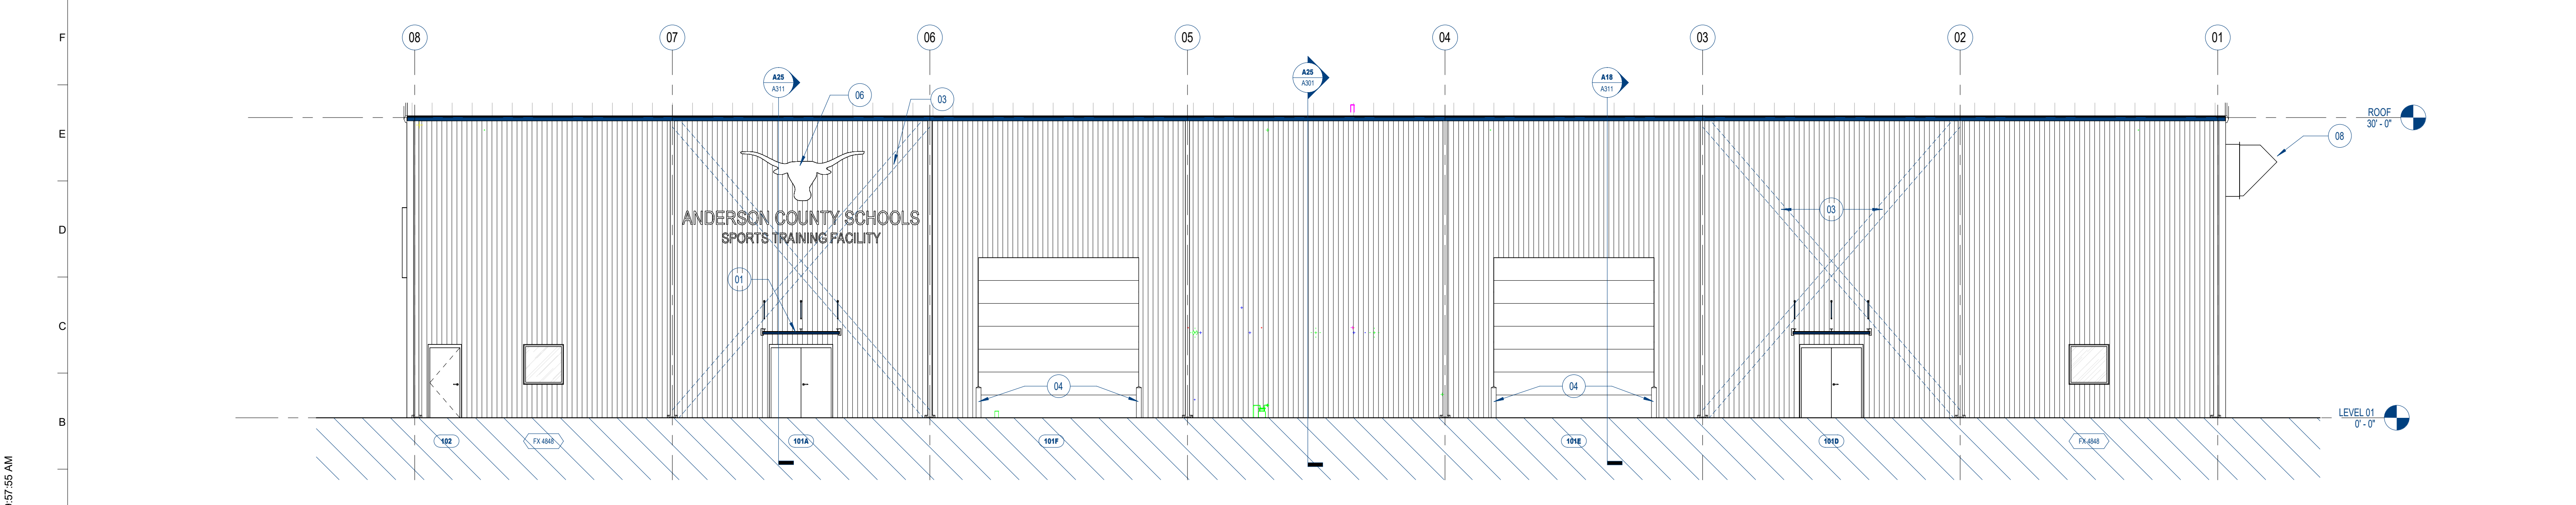 F
08
07
06
05
04
03
02
01
A25
A311
A25
A301
A18
A311
06
03
ROOF
30' - 0"
E
08
ANDERSON COUNTY SCHOOLS
SPORTS TRAINING FACILITY
03
D
01
C
04
04
B
LEVEL 01
0' - 0"
102
FX 4848
101A
101F
101E
101D
FX 4848
:57:55 AM